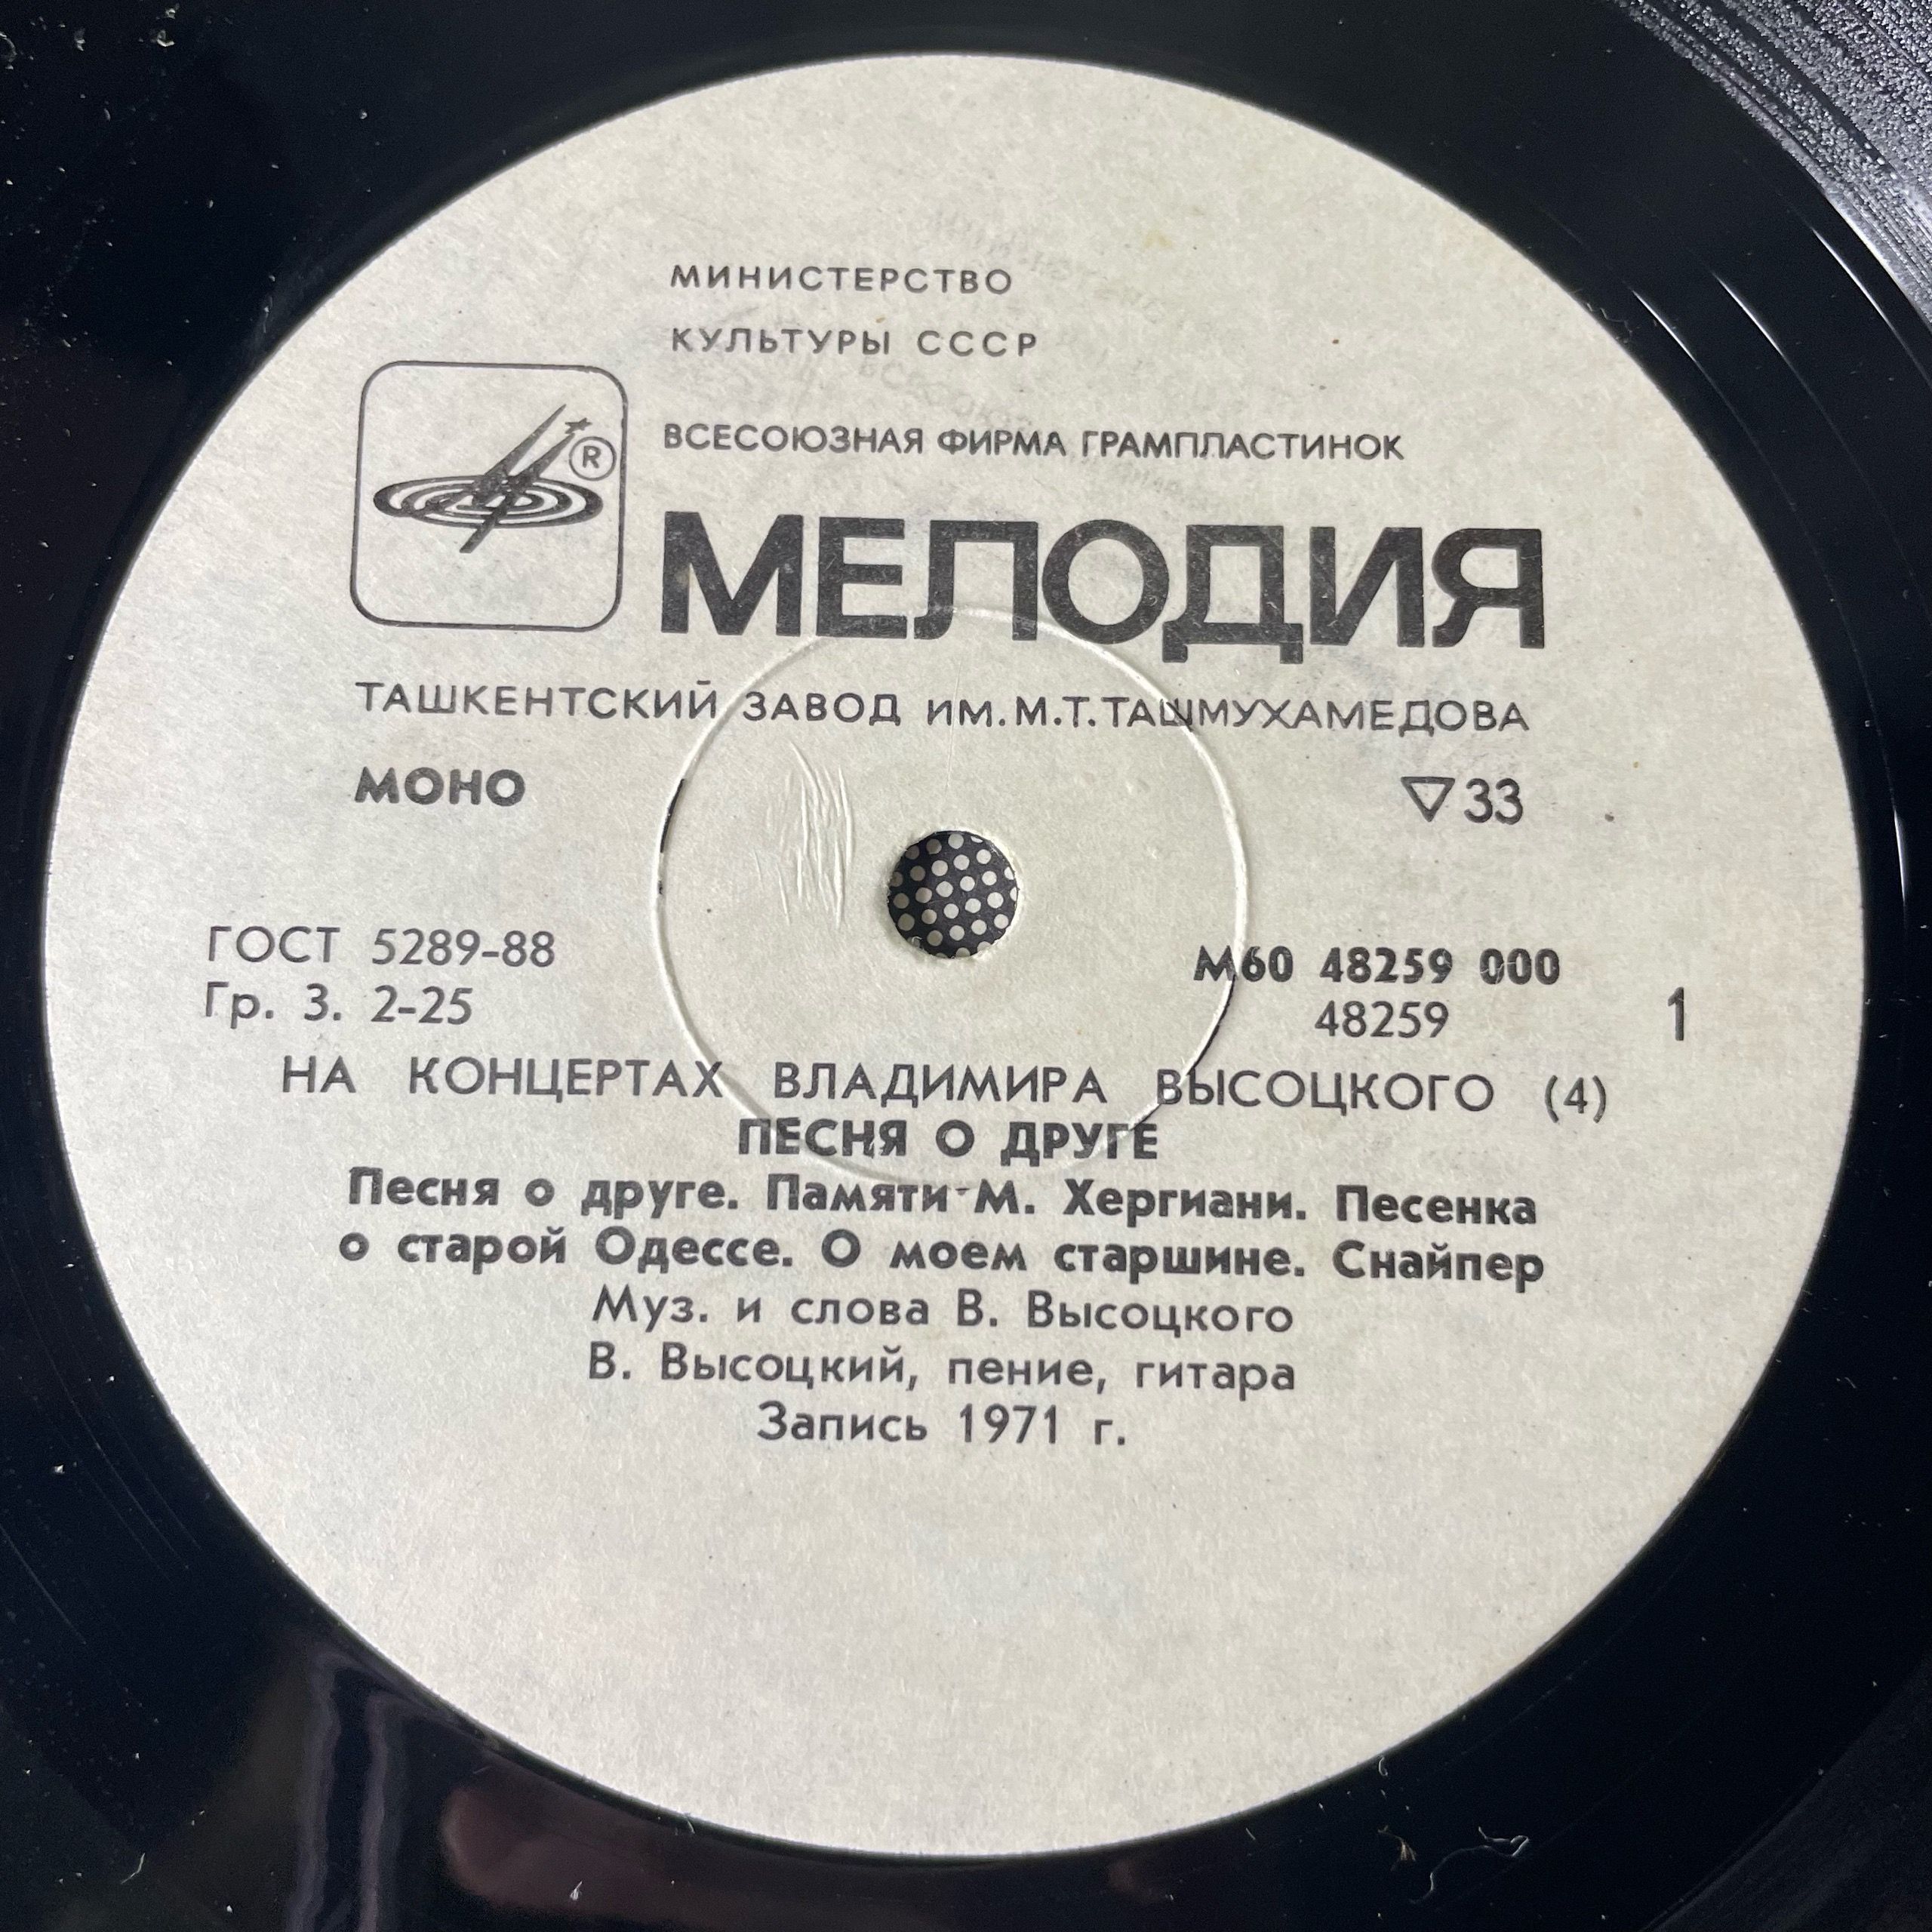 МИНИСТЕРСТВО
КУЛЬТУРЫ СССР
ВСЕСОЮЗНАЯ ФИРМА ГРАМПЛАСТИНОК
®
МЕЛОДИЯ
ТАШКЕНТСКИЙ ЗАВОД ИМ. М.Т. ТАШМУХАМЕДОВА
МОНО ▽33
ГОСТ 5289-88 М60 48259 000
Гр. 3. 2-25 48259 1
НА КОНЦЕРТАХ ВЛАДИМИРА ВЫСОЦКОГО (4)
ПЕСНЯ О ДРУГЕ
Песня о друге. Памяти М. Хергиани. Песенка
о старой Одессе. О моем старшине. Снайпер
Муз. и слова В. Высоцкого
В. Высоцкий, пение, гитара
Запись 1971 г.